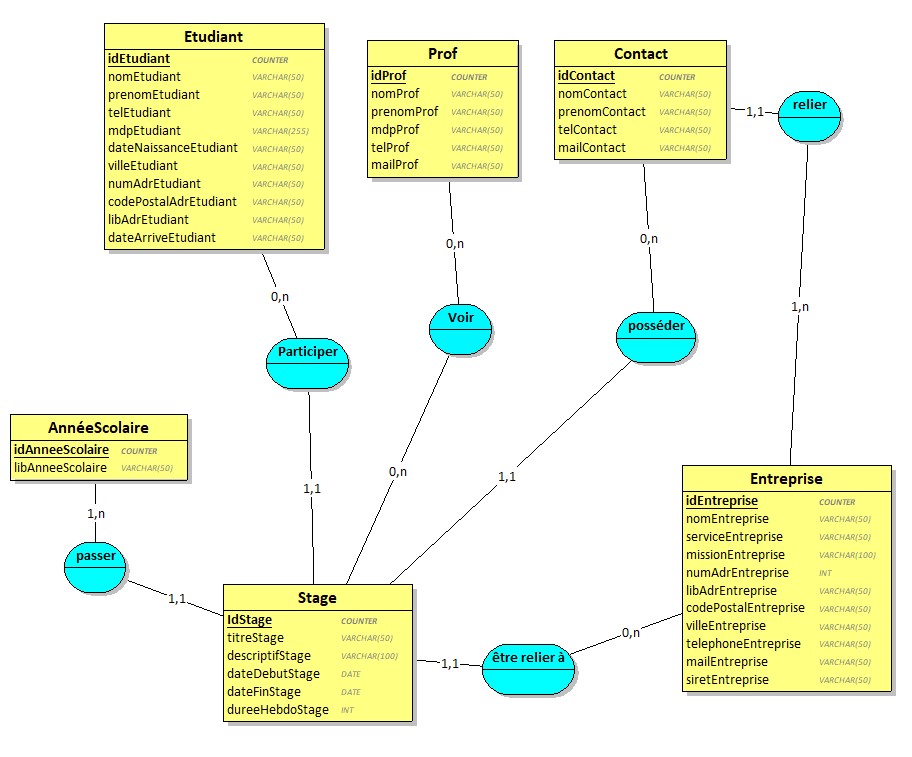 Etudiant
idEtudiant COUNTER
nomEtudiant VARCHAR(50)
prenomEtudiant VARCHAR(50)
telEtudiant VARCHAR(50)
mdpEtudiant VARCHAR(255)
dateNaissanceEtudiant VARCHAR(50)
villeEtudiant VARCHAR(50)
numAdrEtudiant VARCHAR(50)
codePostalAdrEtudiant VARCHAR(50)
libAdrEtudiant VARCHAR(50)
dateArriveEtudiant VARCHAR(50)
Prof
idProf COUNTER
nomProf VARCHAR(50)
prenomProf VARCHAR(50)
mdpProf VARCHAR(50)
telProf VARCHAR(50)
mailProf VARCHAR(50)
Contact
idContact COUNTER
nomContact VARCHAR(50)
prenomContact VARCHAR(50)
telContact VARCHAR(50)
mailContact VARCHAR(50)
1,1
relier
0,n
0,n
0,n
1,n
Participer
Voir
posséder
AnnéeScolaire
idAnneeScolaire COUNTER
libAnneeScolaire VARCHAR(50)
1,n
passer
1,1
1,1
0,n
1,1
Stage
IdStage COUNTER
titreStage VARCHAR(50)
descriptifStage VARCHAR(100)
dateDebutStage DATE
dateFinStage DATE
dureeHebdoStage INT
1,1
être relier à
0,n
Entreprise
idEntreprise COUNTER
nomEntreprise VARCHAR(50)
serviceEntreprise VARCHAR(50)
missionEntreprise VARCHAR(100)
numAdrEntreprise INT
libAdrEntreprise VARCHAR(50)
codePostalEntreprise VARCHAR(50)
villeEntreprise VARCHAR(50)
telephoneEntreprise VARCHAR(50)
mailEntreprise VARCHAR(50)
siretEntreprise VARCHAR(50)